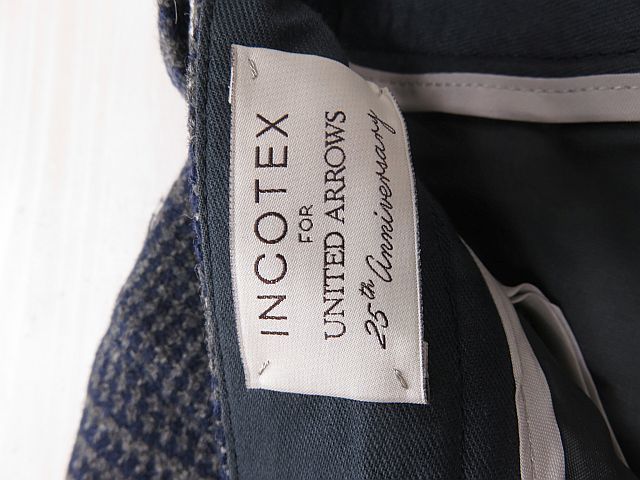 INCOTEX
FOR
UNITED ARROWS
25th Anniversary